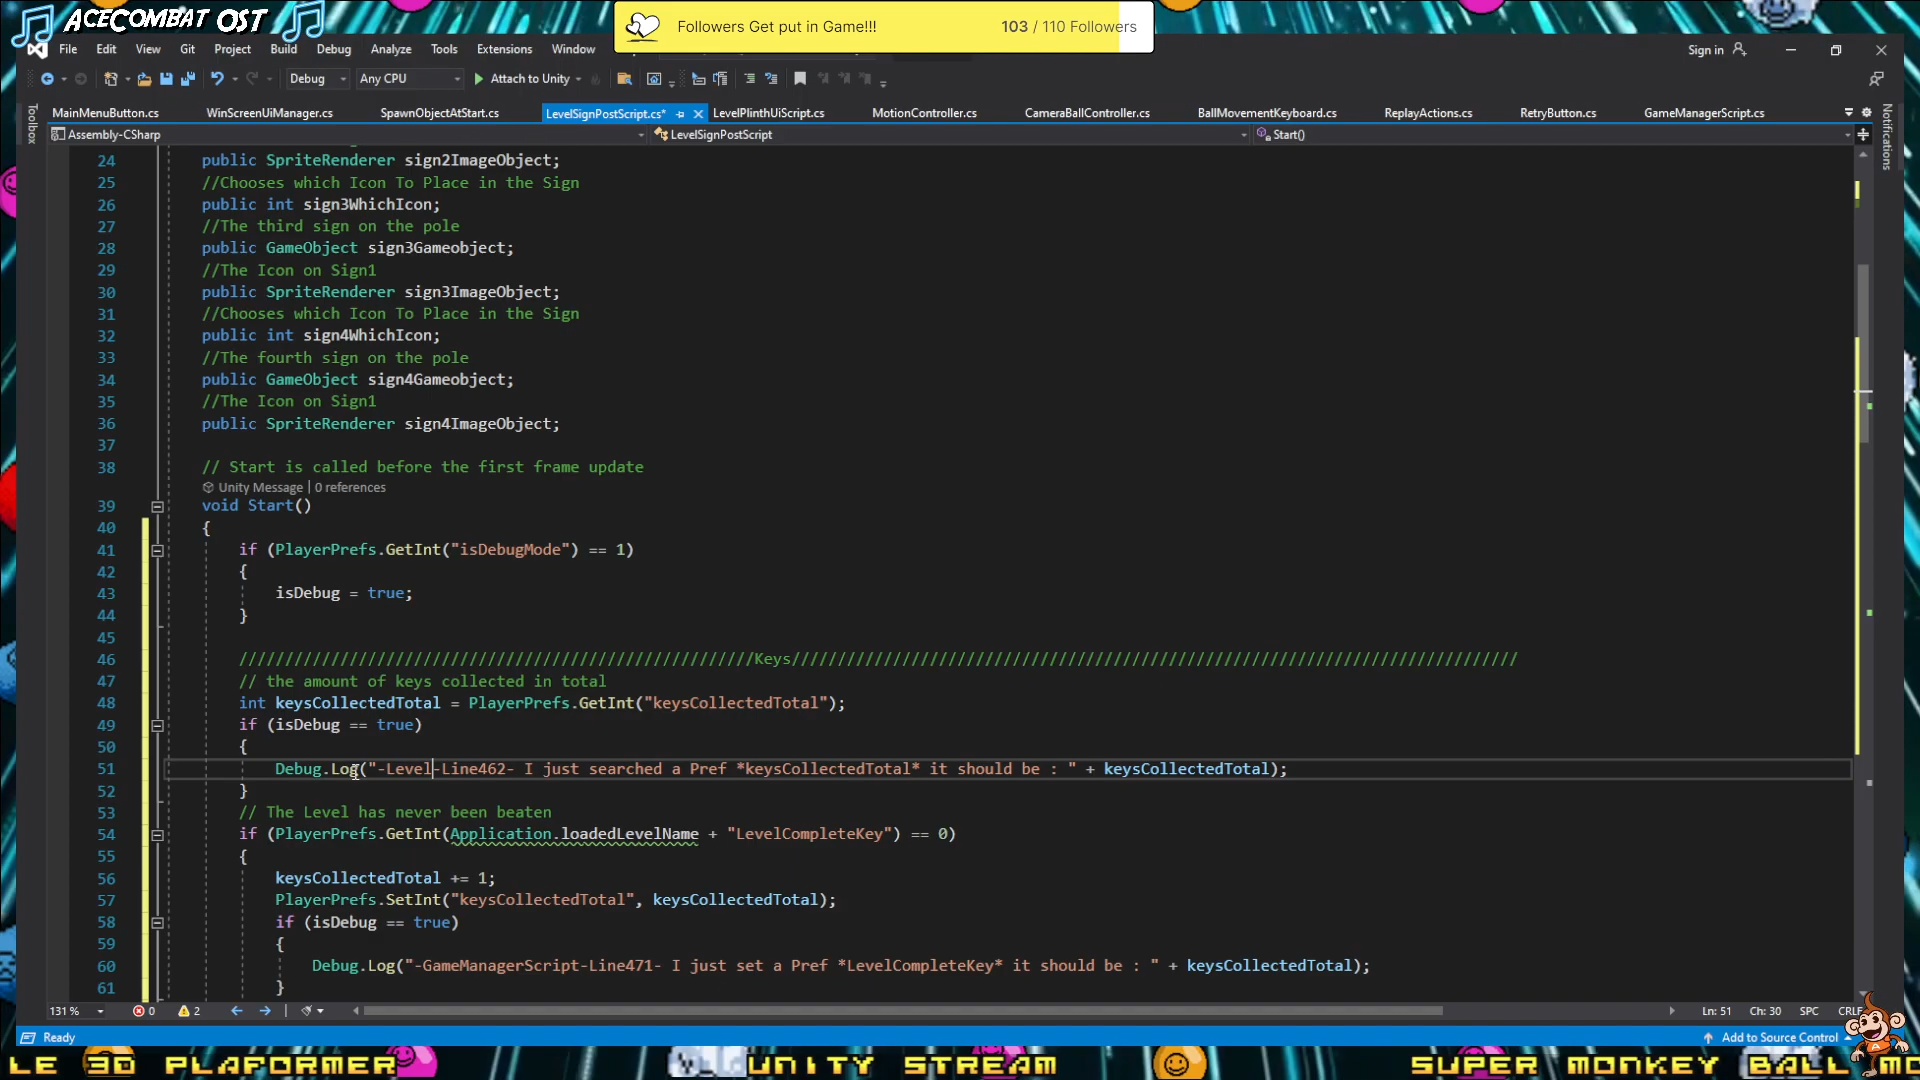 ACECOMBAT OST
Followers Get put in Game!!! 103 / 110 Followers
File Edit View Git Project Build Debug Analyze Tools Extensions Window
Sign in
Debug Any CPU Attach to Unity
MainMenuButton.cs WinScreenUiManager.cs SpawnObjectAtStart.cs LevelSignPostScript.cs* LevelPlinthUiScript.cs MotionController.cs CameraBallController.cs BallMovementKeyboard.cs ReplayActions.cs RetryButton.cs GameManagerScript.cs
Toolbox
Notifications
Assembly-CSharp LevelSignPostScript Start()
24 public SpriteRenderer sign2ImageObject;
25 //Chooses which Icon To Place in the Sign
26 public int sign3WhichIcon;
27 //The third sign on the pole
28 public GameObject sign3Gameobject;
29 //The Icon on Sign1
30 public SpriteRenderer sign3ImageObject;
31 //Chooses which Icon To Place in the Sign
32 public int sign4WhichIcon;
33 //The fourth sign on the pole
34 public GameObject sign4Gameobject;
35 //The Icon on Sign1
36 public SpriteRenderer sign4ImageObject;
37
38 // Start is called before the first frame update
Unity Message | 0 references
39 void Start()
40 {
41 if (PlayerPrefs.GetInt("isDebugMode") == 1)
42 {
43 isDebug = true;
44 }
45
46 ////////////////////////////////////////////////////////Keys///////////////////////////////////////////////////////////////////////////////
47 // the amount of keys collected in total
48 int keysCollectedTotal = PlayerPrefs.GetInt("keysCollectedTotal");
49 if (isDebug == true)
50 {
51 Debug.Log("-Level-Line462- I just searched a Pref *keysCollectedTotal* it should be : " + keysCollectedTotal);
52 }
53 // The Level has never been beaten
54 if (PlayerPrefs.GetInt(Application.loadedLevelName + "LevelCompleteKey") == 0)
55 {
56 keysCollectedTotal += 1;
57 PlayerPrefs.SetInt("keysCollectedTotal", keysCollectedTotal);
58 if (isDebug == true)
59 {
60 Debug.Log("-GameManagerScript-Line471- I just set a Pref *LevelCompleteKey* it should be : " + keysCollectedTotal);
61 }
131 % 0 2 Ln: 51 Ch: 30 SPC CRLF
Ready Add to Source Control
LE 3D PLAFORMER UNITY STREAM SUPER MONKEY BALL